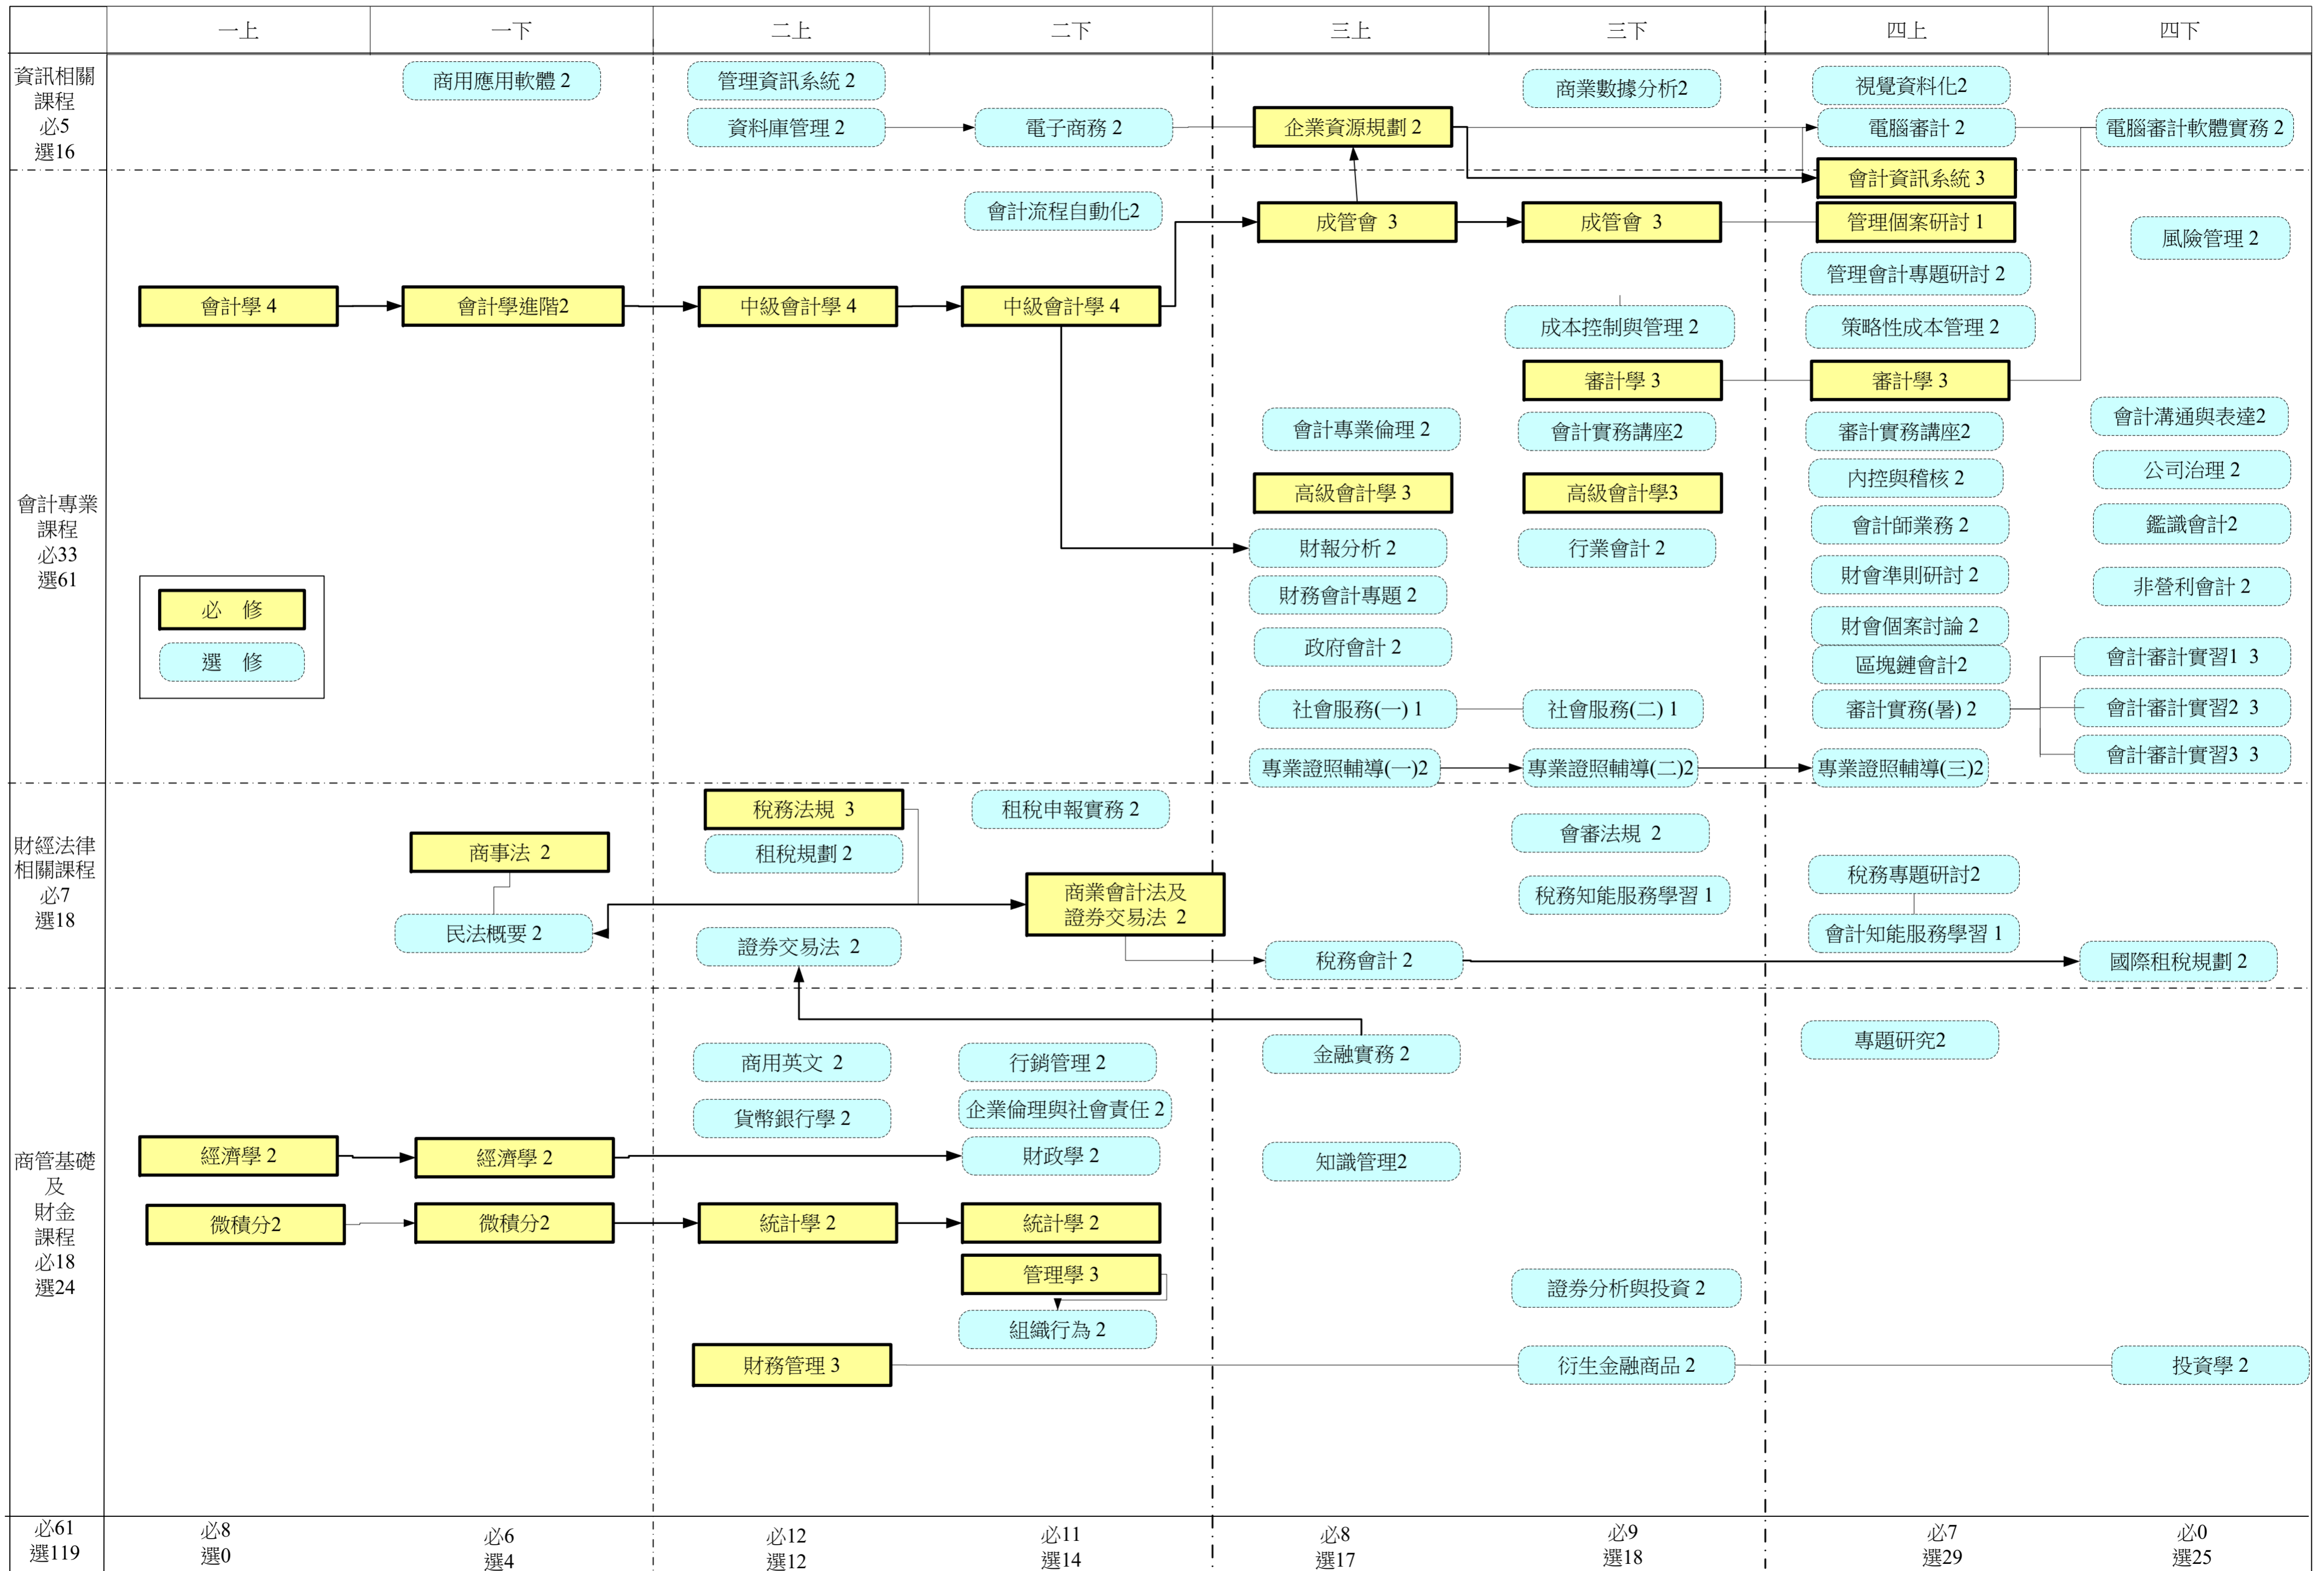 一上
一下
二上
二下
三上
三下
四上
四下
資訊相關
課程
必5
選16
商用應用軟體 2
管理資訊系統 2
資料庫管理 2
電子商務 2
企業資源規劃 2
商業數據分析2
視覺資料化2
電腦審計 2
電腦審計軟體實務 2
會計專業
課程
必33
選61
必 修
選 修
會計學 4
會計學進階2
中級會計學 4
會計流程自動化2
中級會計學 4
成管會 3
會計專業倫理 2
高級會計學 3
財報分析 2
財務會計專題 2
政府會計 2
社會服務(一) 1
專業證照輔導(一)2
成管會 3
成本控制與管理 2
審計學 3
會計實務講座2
高級會計學3
行業會計 2
社會服務(二) 1
專業證照輔導(二)2
會計資訊系統 3
管理個案研討 1
管理會計專題研討 2
策略性成本管理 2
審計學 3
審計實務講座2
內控與稽核 2
會計師業務 2
財會準則研討 2
財會個案討論 2
區塊鏈會計2
審計實務(暑) 2
專業證照輔導(三)2
風險管理 2
會計溝通與表達2
公司治理 2
鑑識會計2
非營利會計 2
會計審計實習1 3
會計審計實習2 3
會計審計實習3 3
財經法律
相關課程
必7
選18
商事法 2
民法概要 2
稅務法規 3
租稅規劃 2
證券交易法 2
租稅申報實務 2
商業會計法及
證券交易法 2
稅務會計 2
會審法規 2
稅務知能服務學習 1
稅務專題研討2
會計知能服務學習 1
國際租稅規劃 2
商管基礎
及
財金
課程
必18
選24
經濟學 2
微積分2
經濟學 2
微積分2
商用英文 2
貨幣銀行學 2
統計學 2
財務管理 3
行銷管理 2
企業倫理與社會責任 2
財政學 2
統計學 2
管理學 3
組織行為 2
金融實務 2
知識管理2
證券分析與投資 2
衍生金融商品 2
專題研究2
投資學 2
必61
選119
必8
選0
必6
選4
必12
選12
必11
選14
必8
選17
必9
選18
必7
選29
必0
選25